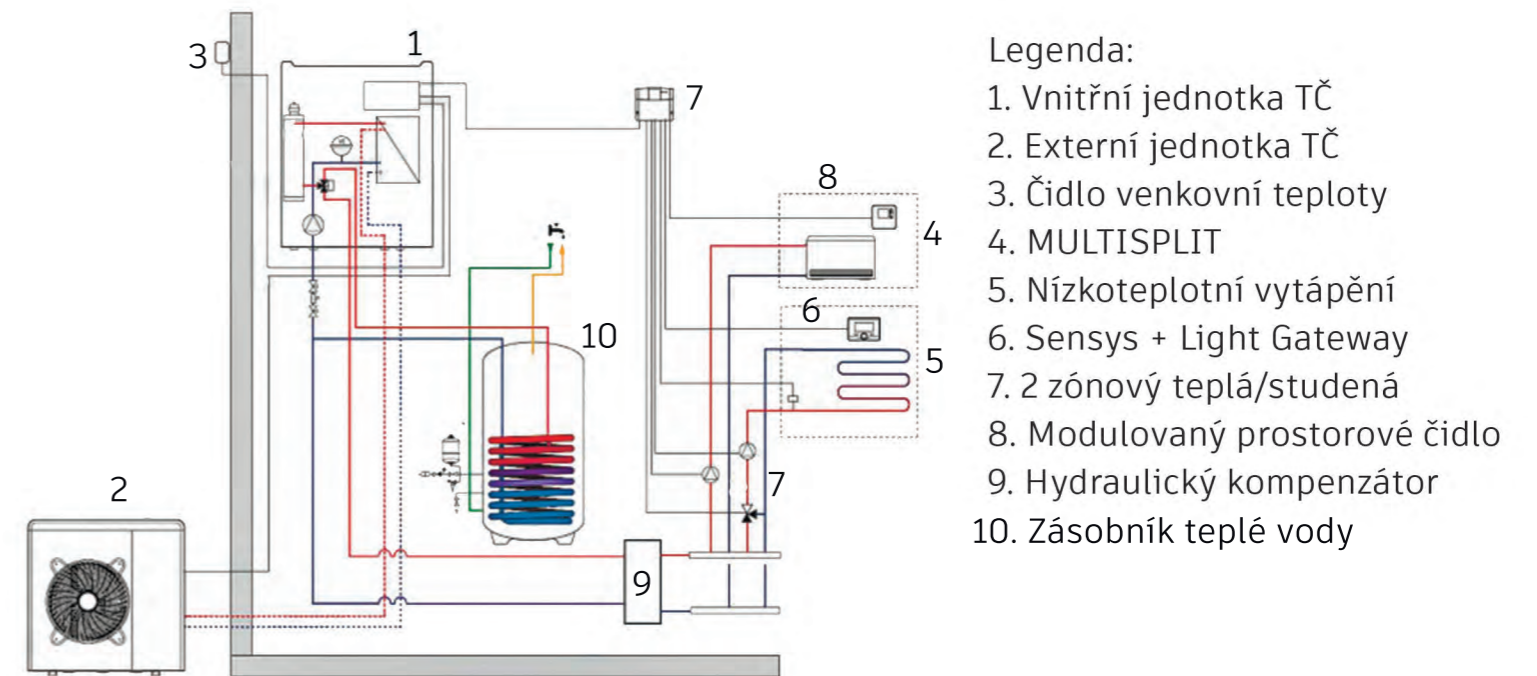 1
3
7
8
4
6
10
5
7
2
9
Legenda:
1. Vnitřní jednotka TČ
2. Externí jednotka TČ
3. Čidlo venkovní teploty
4. MULTISPLIT
5. Nízkoteplotní vytápění
6. Sensys + Light Gateway
7. 2 zónový teplá/studená
8. Modulovaný prostorové čidlo
9. Hydraulický kompenzátor
10. Zásobník teplé vody